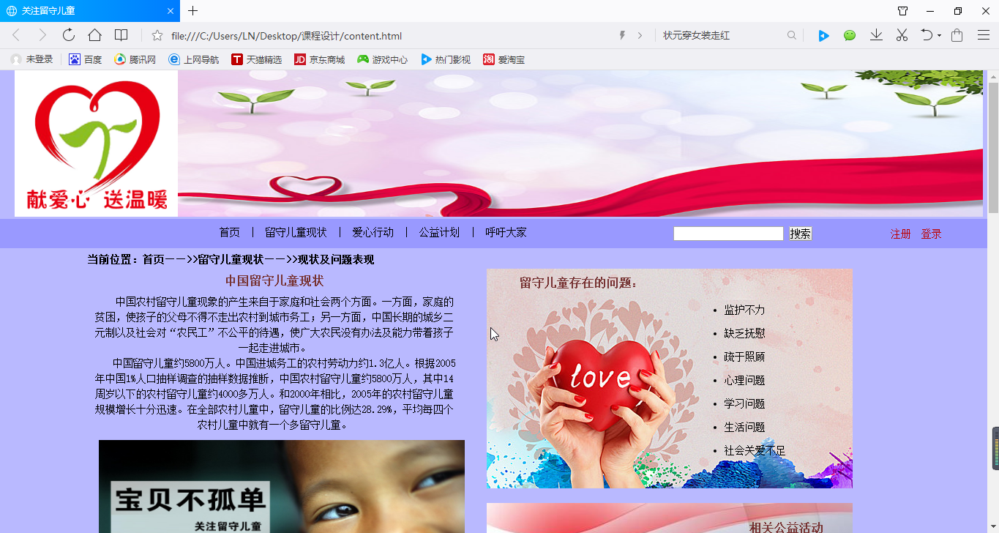 关注留守儿童
file:///C:/Users/LN/Desktop/课程设计/content.html
状元穿女装走红
未登录
百度
腾讯网
上网导航
T 天猫精选
JD 京东商城
游戏中心
热门影视
淘 爱淘宝
献爱心 送温暖
首页 | 留守儿童现状 | 爱心行动 | 公益计划 | 呼吁大家
搜索
注册 登录
当前位置：首页——>>留守儿童现状——>>现状及问题表现
中国留守儿童现状
中国农村留守儿童现象的产生来自于家庭和社会两个方面。一方面，家庭的
贫困，使孩子的父母不得不走出农村到城市务工；另一方面，中国长期的城乡二
元制以及社会对“农民工”不公平的待遇，使广大农民没有办法及能力带着孩子
一起走进城市。
中国留守儿童约5800万人。中国进城务工的农村劳动力约1.3亿人。根据2005
年中国1%人口抽样调查的抽样数据推断，中国农村留守儿童约5800万人，其中14
周岁以下的农村留守儿童约4000多万人。和2000年相比，2005年的农村留守儿童
规模增长十分迅速。在全部农村儿童中，留守儿童的比例达28.29%，平均每四个
农村儿童中就有一个多留守儿童。
宝贝不孤单
关注留守儿童
留守儿童存在的问题：
love
• 监护不力
• 缺乏抚慰
• 疏于照顾
• 心理问题
• 学习问题
• 生活问题
• 社会关爱不足
相关公益活动